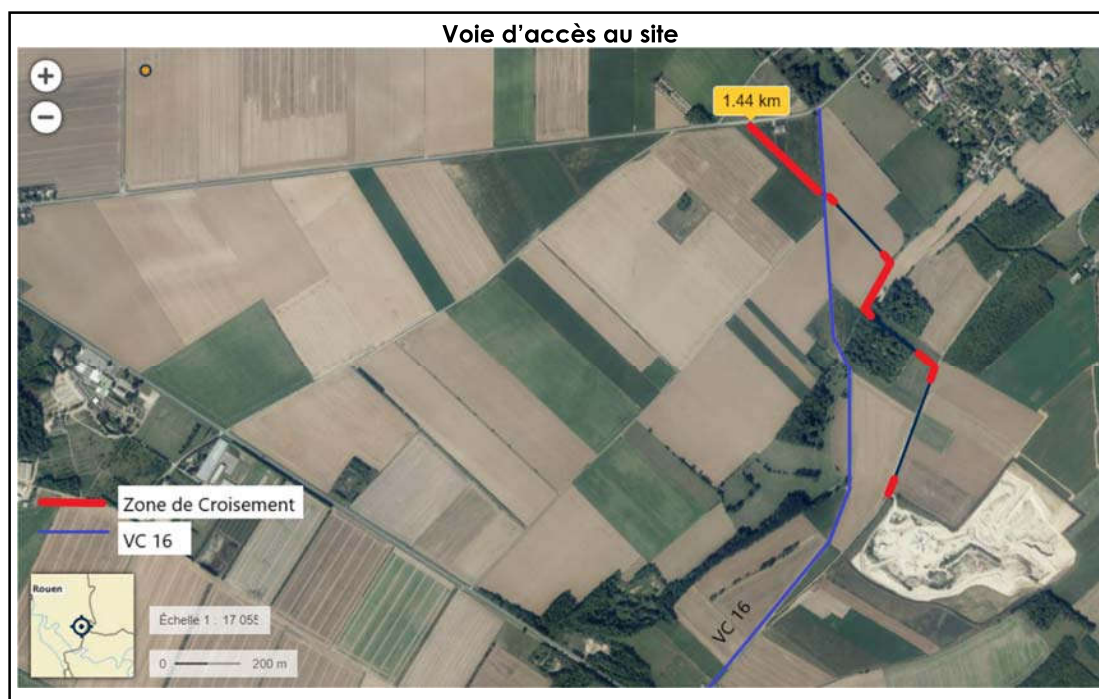 Voie d'accès au site
+
−
1.44 km
Zone de Croisement
VC 16
VC 16
Rouen
Échelle 1 : 17 055
0 200 m